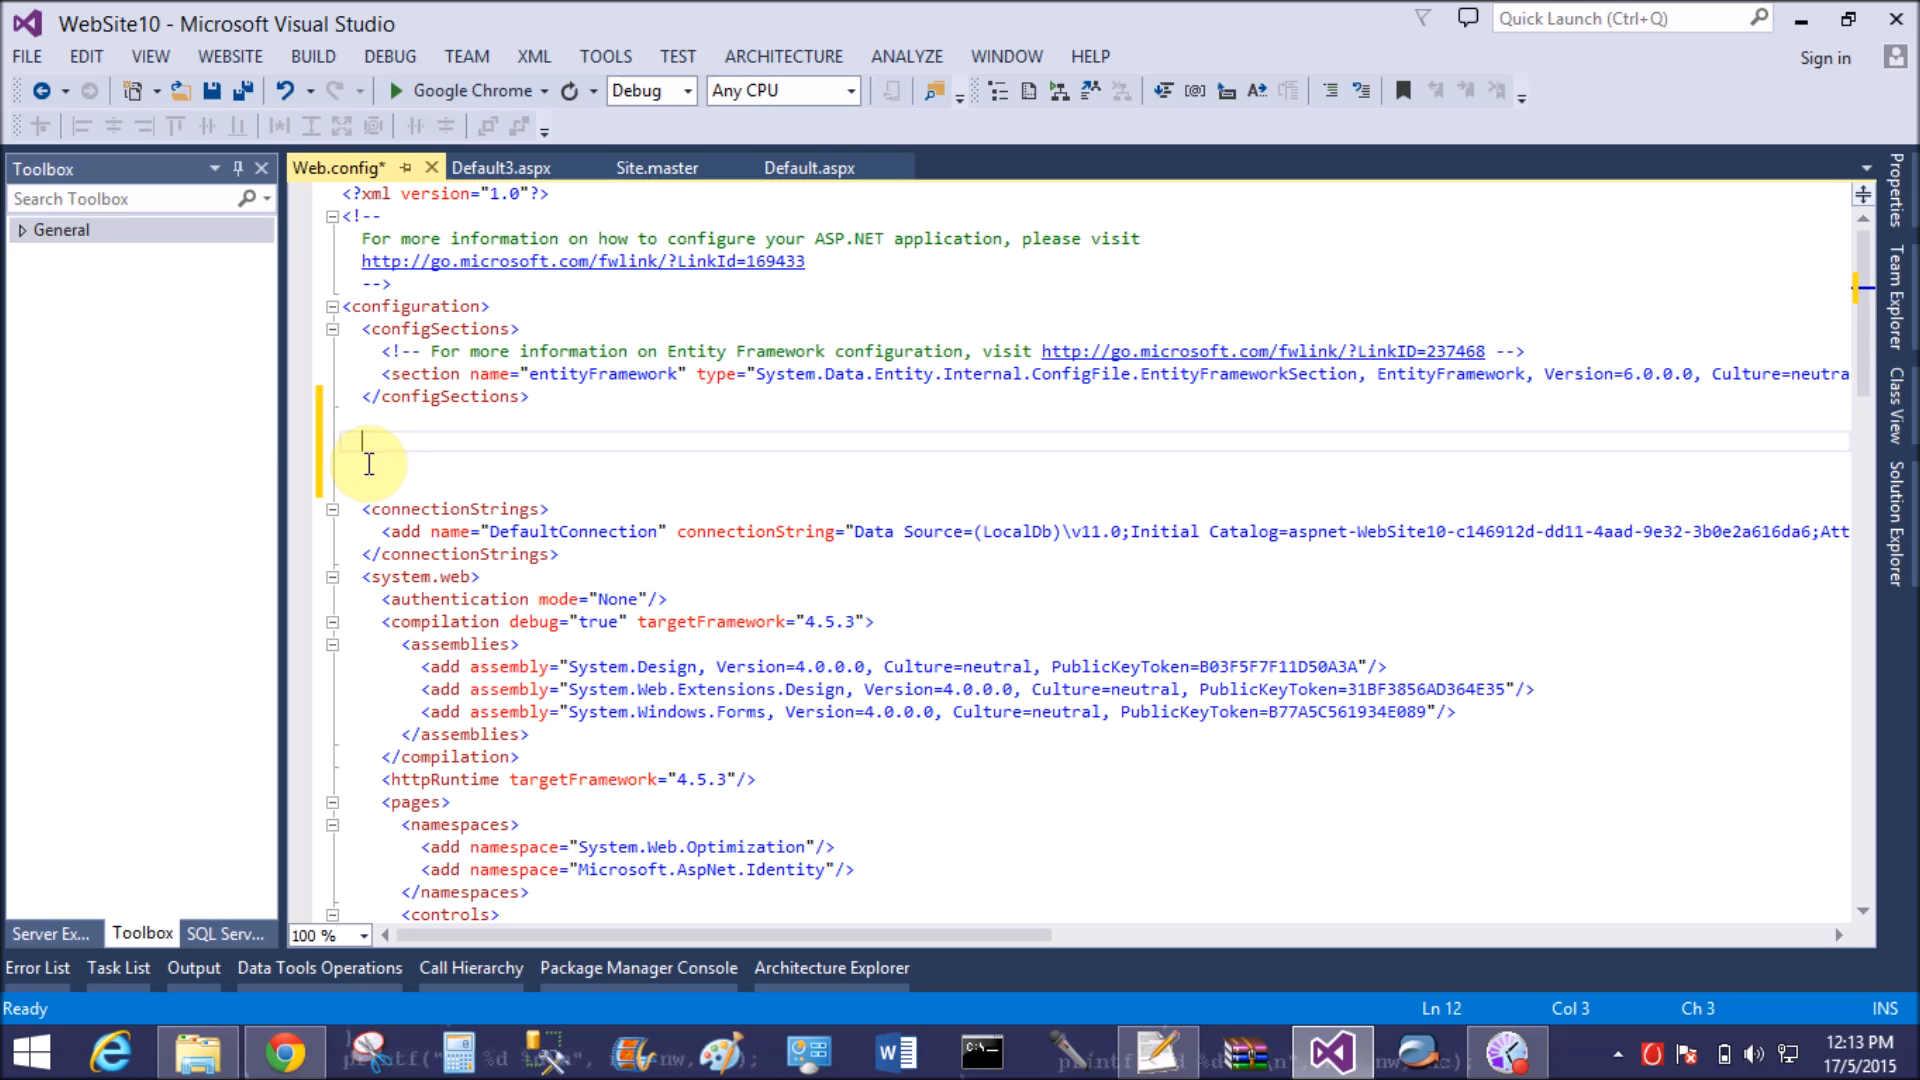 WebSite10 - Microsoft Visual Studio
Quick Launch (Ctrl+Q)
FILE EDIT VIEW WEBSITE BUILD DEBUG TEAM XML TOOLS TEST ARCHITECTURE ANALYZE WINDOW HELP
Sign in
Google Chrome Debug Any CPU
Toolbox
Search Toolbox
General
Web.config* Default3.aspx Site.master Default.aspx
<?xml version="1.0"?>
<!--
For more information on how to configure your ASP.NET application, please visit
http://go.microsoft.com/fwlink/?LinkId=169433
-->
<configuration>
<configSections>
<!-- For more information on Entity Framework configuration, visit http://go.microsoft.com/fwlink/?LinkID=237468 -->
<section name="entityFramework" type="System.Data.Entity.Internal.ConfigFile.EntityFrameworkSection, EntityFramework, Version=6.0.0.0, Culture=neutra
</configSections>
<connectionStrings>
<add name="DefaultConnection" connectionString="Data Source=(LocalDb)\v11.0;Initial Catalog=aspnet-WebSite10-c146912d-dd11-4aad-9e32-3b0e2a616da6;Att
</connectionStrings>
<system.web>
<authentication mode="None"/>
<compilation debug="true" targetFramework="4.5.3">
<assemblies>
<add assembly="System.Design, Version=4.0.0.0, Culture=neutral, PublicKeyToken=B03F5F7F11D50A3A"/>
<add assembly="System.Web.Extensions.Design, Version=4.0.0.0, Culture=neutral, PublicKeyToken=31BF3856AD364E35"/>
<add assembly="System.Windows.Forms, Version=4.0.0.0, Culture=neutral, PublicKeyToken=B77A5C561934E089"/>
</assemblies>
</compilation>
<httpRuntime targetFramework="4.5.3"/>
<pages>
<namespaces>
<add namespace="System.Web.Optimization"/>
<add namespace="Microsoft.AspNet.Identity"/>
</namespaces>
<controls>
Properties
Team Explorer
Class View
Solution Explorer
Server Ex... Toolbox SQL Serv...
100 %
Error List Task List Output Data Tools Operations Call Hierarchy Package Manager Console Architecture Explorer
Ready
Ln 12 Col 3 Ch 3 INS
12:13 PM
17/5/2015